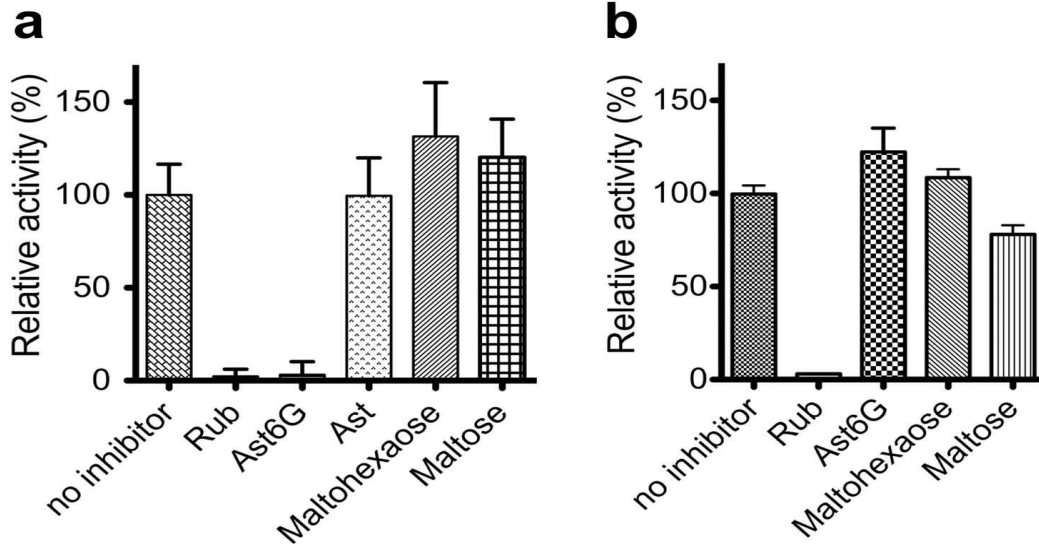 a
Relative activity (%)
150
100
50
0
no inhibitor
Rub
Ast6G
Ast
Maltohexaose
Maltose
b
Relative activity (%)
150
100
50
0
no inhibitor
Rub
Ast6G
Maltohexaose
Maltose